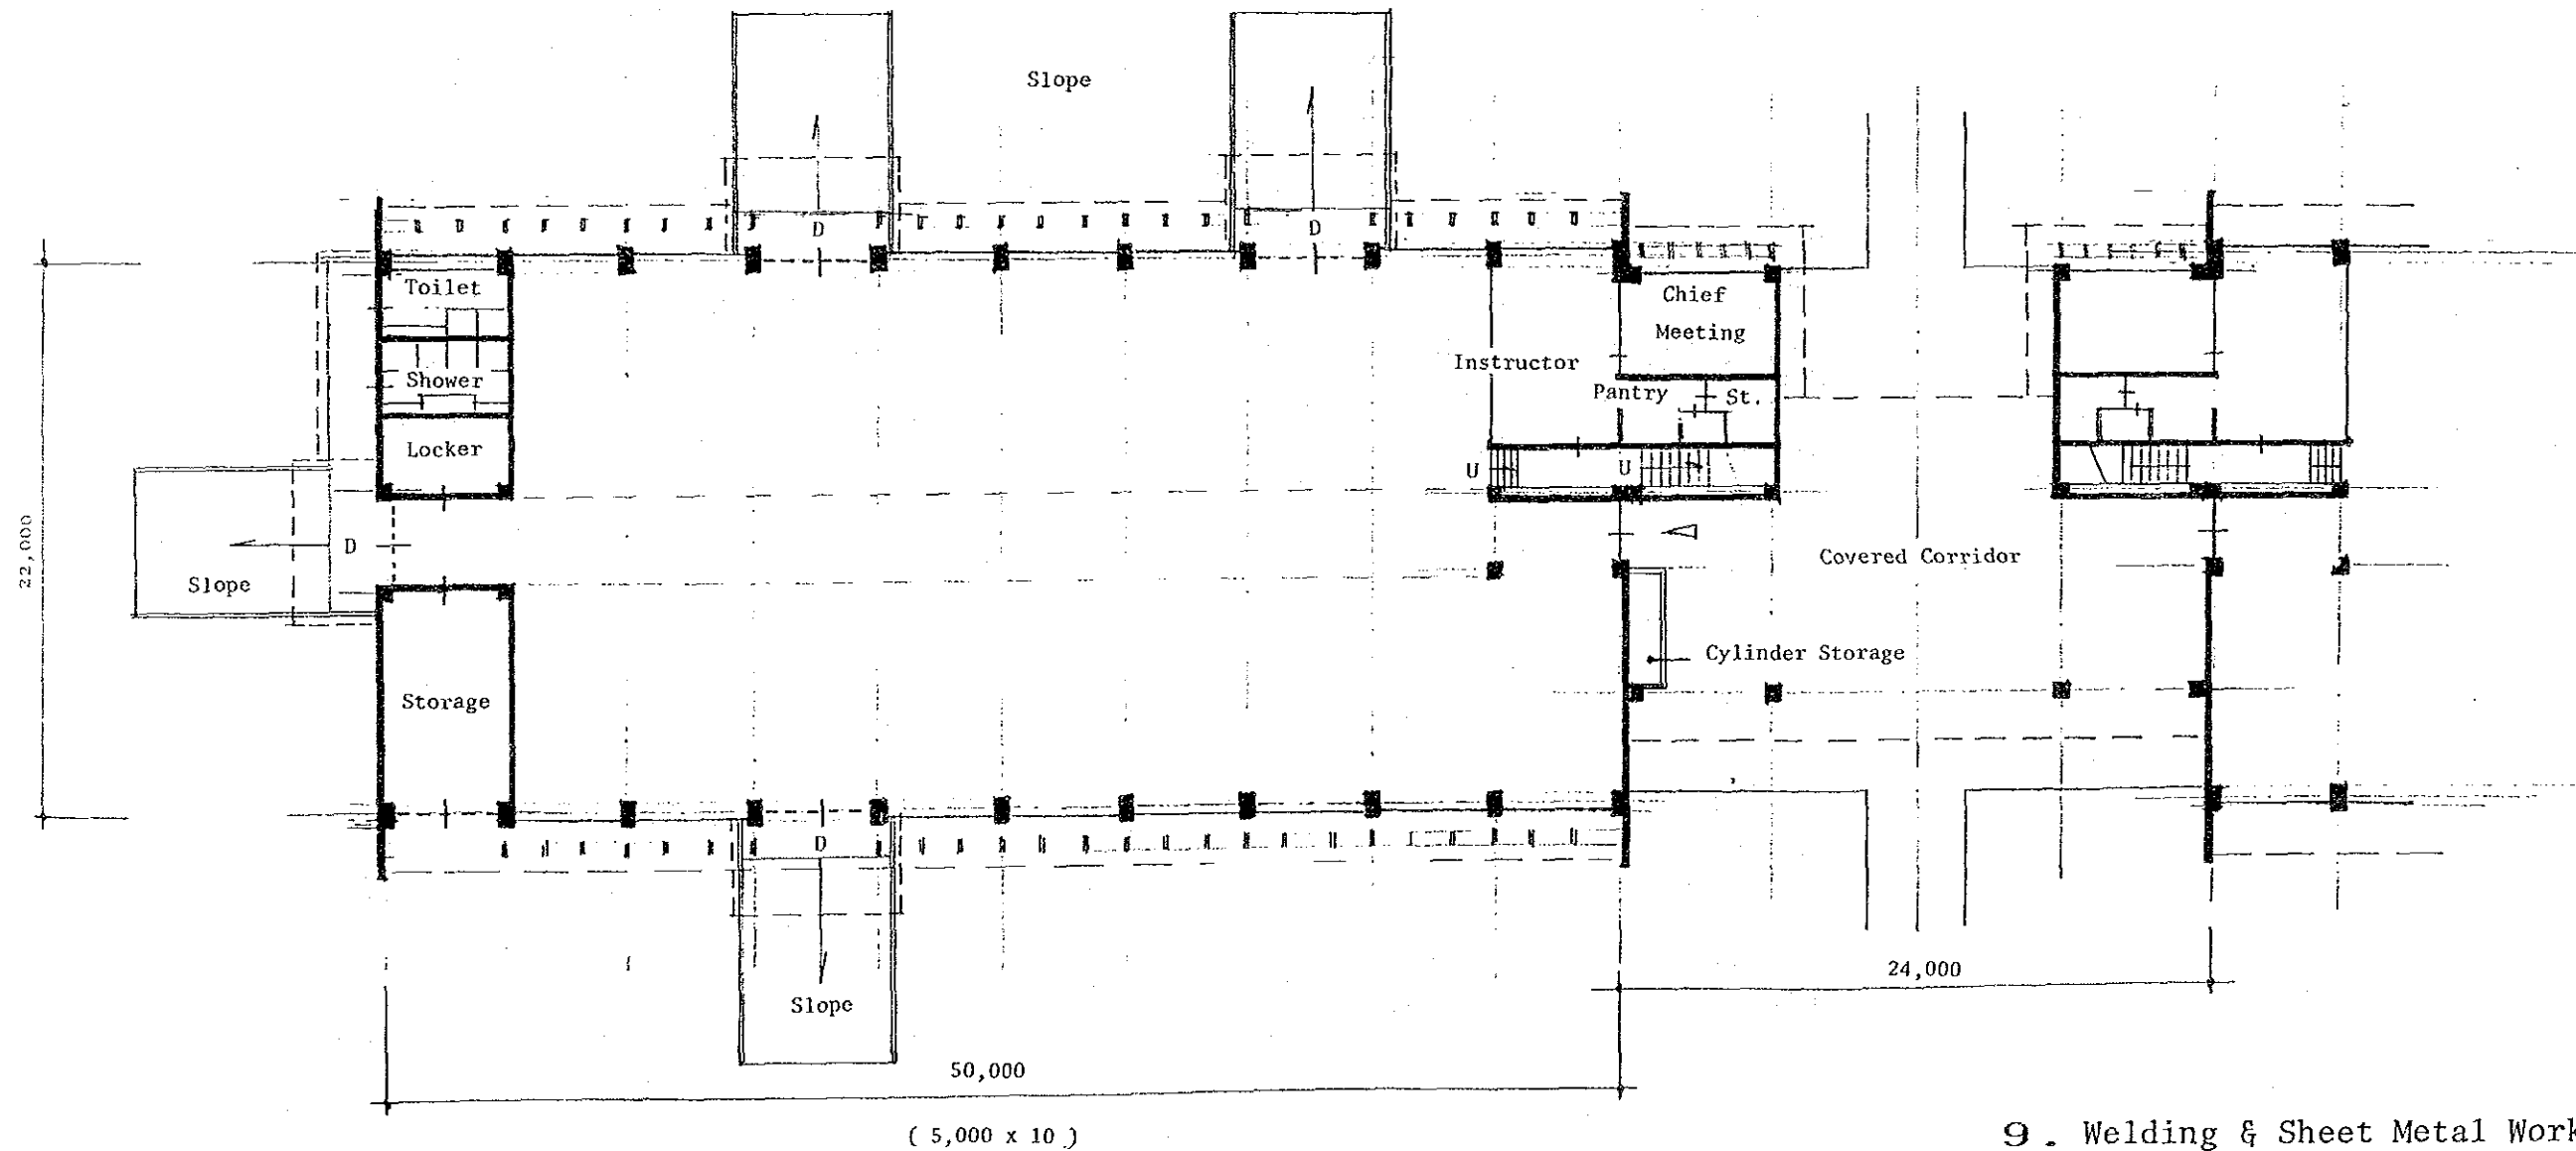 Slope
D
D
Toilet
Chief
Meeting
Instructor
Shower
Pantry
St.
Locker
U
U
22,000
D
Slope
Covered Corridor
Cylinder Storage
Storage
D
24,000
Slope
50,000
( 5,000 x 10 )
9. Welding & Sheet Metal Work